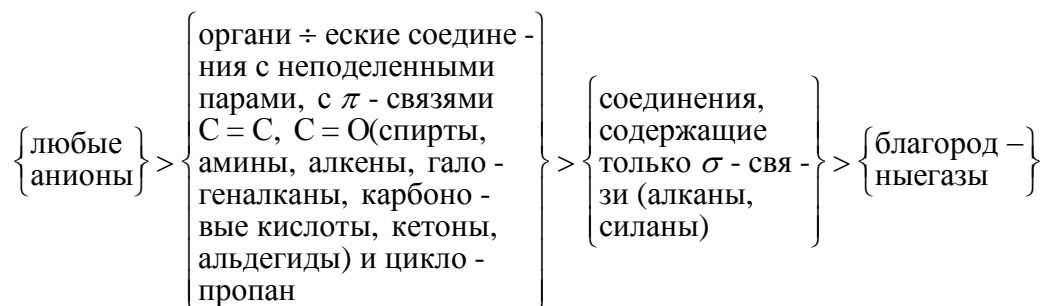 {любые анионы} > {органи ÷ еские соедине -
ния с неподеленными
парами, с π - связями
C = C, C = O(спирты,
амины, алкены, гало -
геналканы, карбоно -
вые кислоты, кетоны,
альдегиды) и цикло -
пропан} > {соединения,
содержащие
только σ - свя -
зи (алканы,
силаны)} > {благород –
ныегазы}